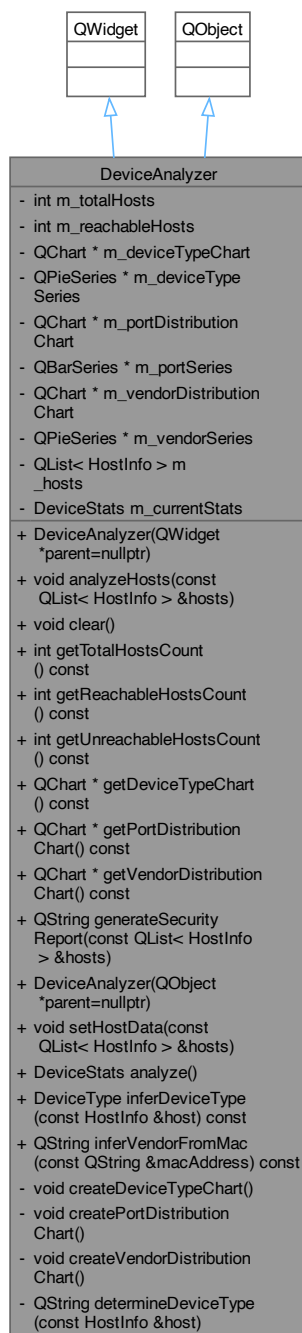 QWidget
QObject
DeviceAnalyzer
- int m_totalHosts
- int m_reachableHosts
- QChart * m_deviceTypeChart
- QPieSeries * m_deviceType
Series
- QChart * m_portDistribution
Chart
- QBarSeries * m_portSeries
- QChart * m_vendorDistribution
Chart
- QPieSeries * m_vendorSeries
- QList< HostInfo > m
_hosts
- DeviceStats m_currentStats
+ DeviceAnalyzer(QWidget
*parent=nullptr)
+ void analyzeHosts(const
QList< HostInfo > &hosts)
+ void clear()
+ int getTotalHostsCount
() const
+ int getReachableHostsCount
() const
+ int getUnreachableHostsCount
() const
+ QChart * getDeviceTypeChart
() const
+ QChart * getPortDistribution
Chart() const
+ QChart * getVendorDistribution
Chart() const
+ QString generateSecurity
Report(const QList< HostInfo
> &hosts)
+ DeviceAnalyzer(QObject
*parent=nullptr)
+ void setHostData(const
QList< HostInfo > &hosts)
+ DeviceStats analyze()
+ DeviceType inferDeviceType
(const HostInfo &host) const
+ QString inferVendorFromMac
(const QString &macAddress) const
- void createDeviceTypeChart()
- void createPortDistribution
Chart()
- void createVendorDistribution
Chart()
- QString determineDeviceType
(const HostInfo &host)